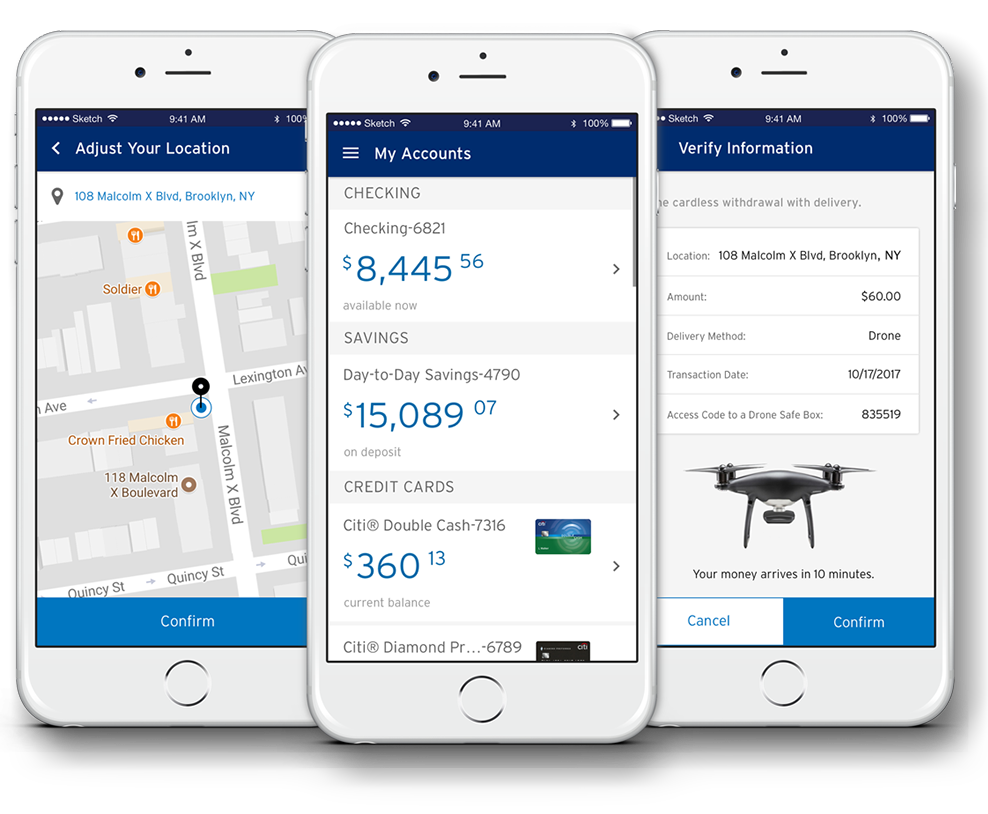 Sketch 9:41 AM 100%
Adjust Your Location
108 Malcolm X Blvd, Brooklyn, NY
lm X Blvd
Soldier
Lexington Av
n Ave
Crown Fried Chicken
Malcolm X Blvd
118 Malcolm
X Boulevard
Quincy St
Quincy St
Qui
Confirm
Sketch 9:41 AM 100%
My Accounts
CHECKING
Checking-6821
$8,445 56
available now
SAVINGS
Day-to-Day Savings-4790
$15,089 07
on deposit
CREDIT CARDS
Citi® Double Cash-7316
citi
$360 13
current balance
Citi® Diamond Pr...-6789
citi
Sketch 9:41 AM 100%
Verify Information
he cardless withdrawal with delivery.
Location: 108 Malcolm X Blvd, Brooklyn, NY
Amount: $60.00
Delivery Method: Drone
Transaction Date: 10/17/2017
Access Code to a Drone Safe Box: 835519
Your money arrives in 10 minutes.
Cancel Confirm